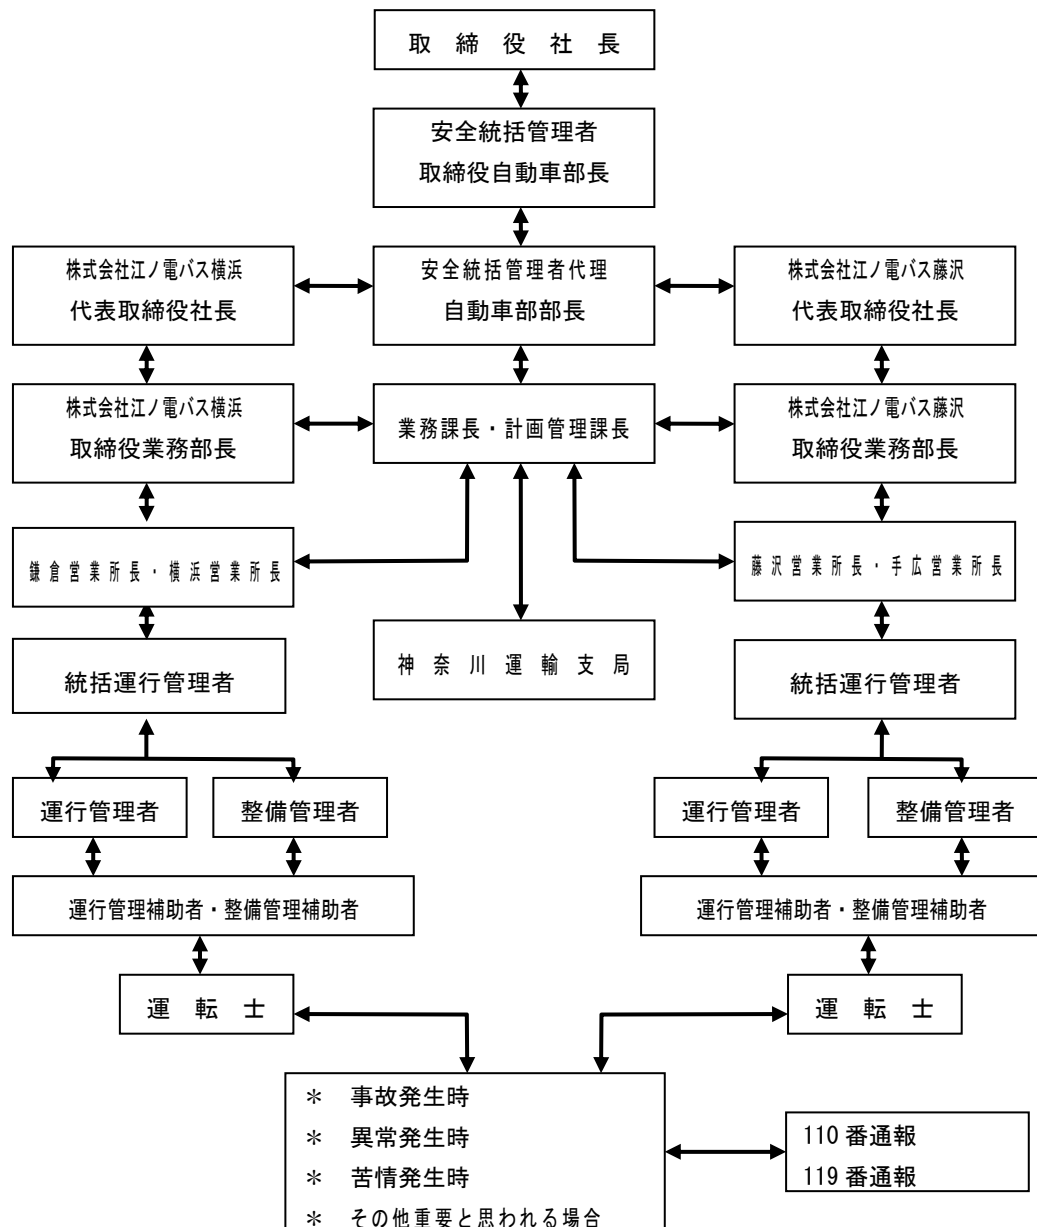 取締役社長
安全統括管理者
取締役自動車部長
株式会社江ノ電バス横浜
代表取締役社長
安全統括管理者代理
自動車部部長
株式会社江ノ電バス藤沢
代表取締役社長
株式会社江ノ電バス横浜
取締役業務部長
業務課長・計画管理課長
株式会社江ノ電バス藤沢
取締役業務部長
鎌倉営業所長・横浜営業所長
藤沢営業所長・手広営業所長
神奈川運輸支局
統括運行管理者
統括運行管理者
運行管理者
整備管理者
運行管理者
整備管理者
運行管理補助者・整備管理補助者
運行管理補助者・整備管理補助者
運転士
運転士
＊ 事故発生時
＊ 異常発生時
＊ 苦情発生時
＊ その他重要と思われる場合
110番通報
119番通報